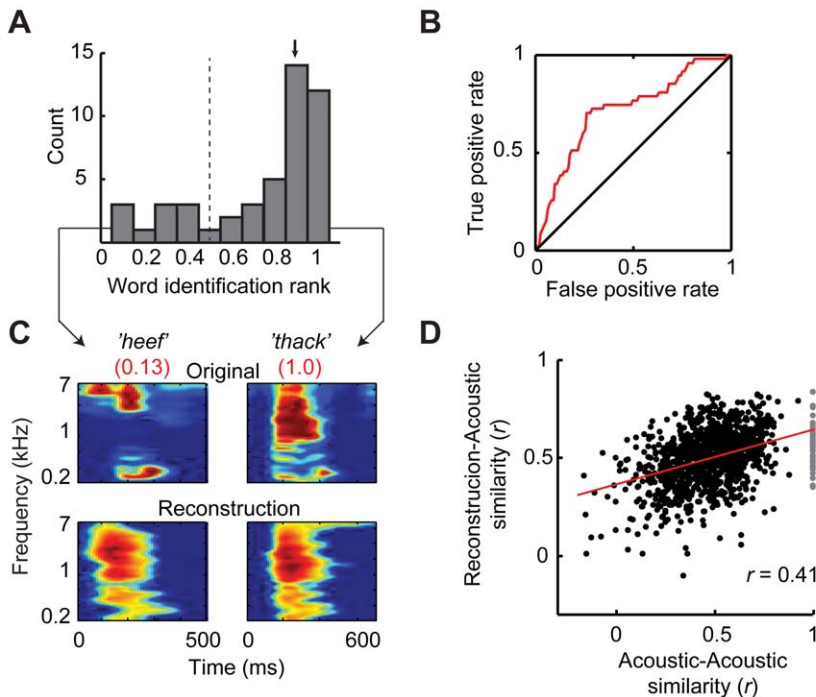 A
15
10
5
Count
0 0.2 0.4 0.6 0.8 1
Word identification rank
B
1
0.5
0
True positive rate
0 0.5 1
False positive rate
C
'heef' 'thack'
(0.13) (1.0)
Original
7
1
0.2
Frequency (kHz)
Reconstruction
7
1
0.2
0 500 0 600
Time (ms)
D
1
0.5
0
Reconstrucion-Acoustic
similarity (r)
r = 0.41
0 0.5 1
Acoustic-Acoustic
similarity (r)